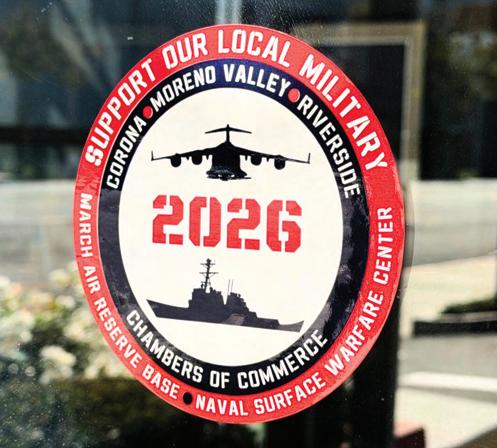 SUPPORT OUR LOCAL MILITARY
CORONA • MORENO VALLEY • RIVERSIDE
2026
CHAMBERS OF COMMERCE
MARCH AIR RESERVE BASE • NAVAL SURFACE WARFARE CENTER